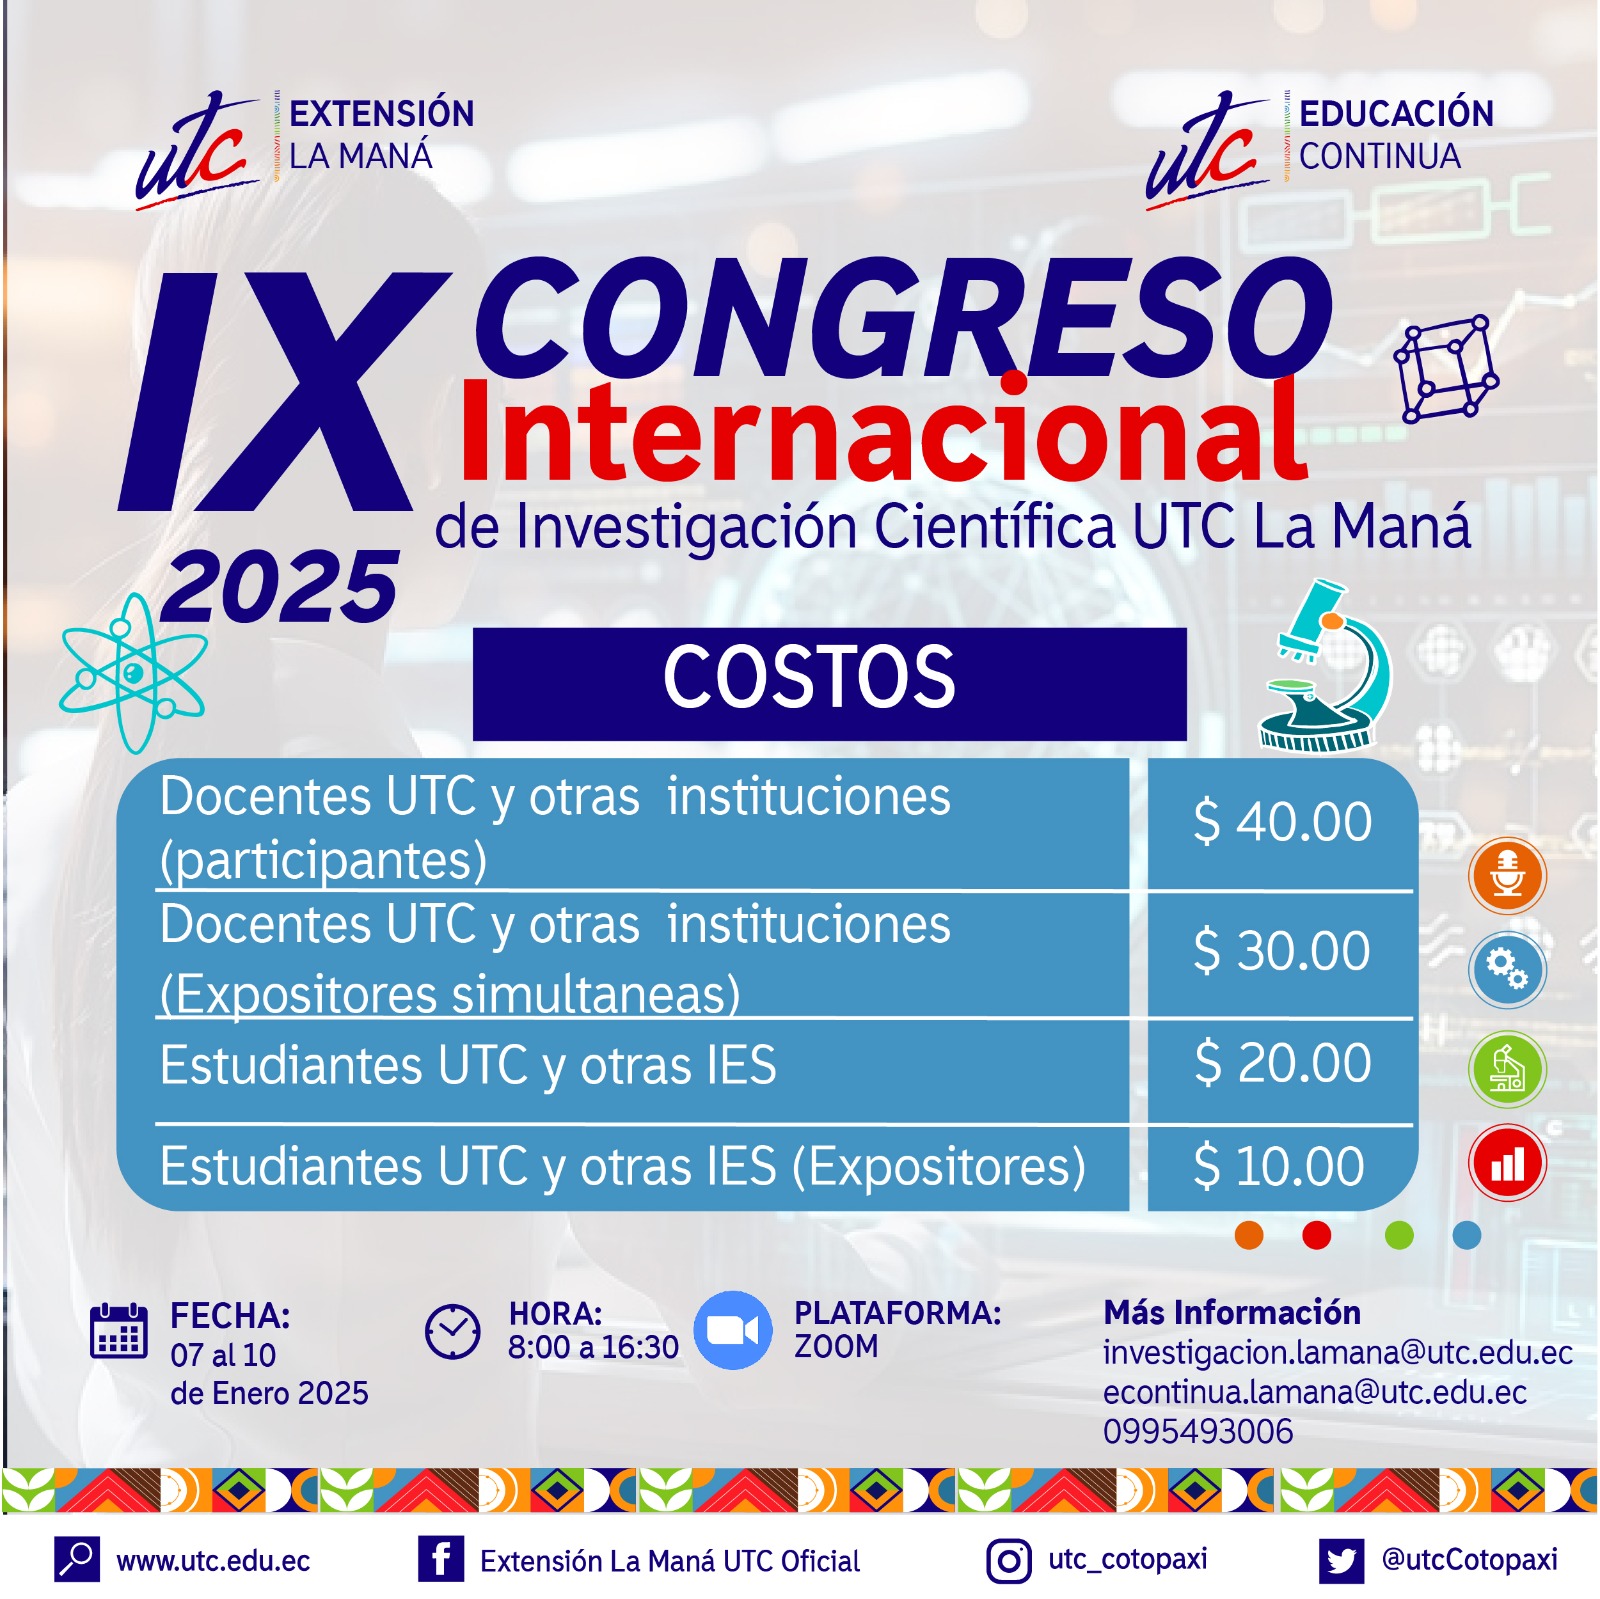 utc EXTENSIÓN
LA MANÁ
utc EDUCACIÓN
CONTINUA
IX CONGRESO
Internacional
de Investigación Científica UTC La Maná
2025
COSTOS
Docentes UTC y otras instituciones
(participantes)
$ 40.00
Docentes UTC y otras instituciones
(Expositores simultaneas)
$ 30.00
Estudiantes UTC y otras IES
$ 20.00
Estudiantes UTC y otras IES (Expositores)
$ 10.00
FECHA:
07 al 10
de Enero 2025
HORA:
8:00 a 16:30
PLATAFORMA:
ZOOM
Más Información
investigacion.lamana@utc.edu.ec
econtinua.lamana@utc.edu.ec
0995493006
www.utc.edu.ec
Extensión La Maná UTC Oficial
utc_cotopaxi
@utcCotopaxi